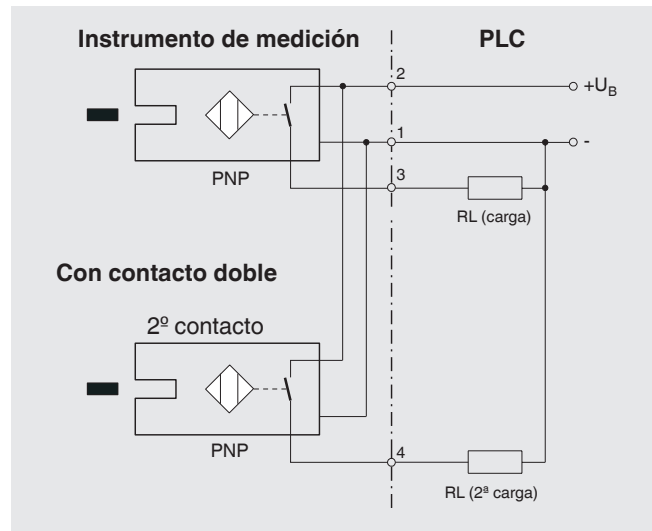 Instrumento de medición
PLC
2
+UB
1
-
PNP
3
RL (carga)
Con contacto doble
2º contacto
PNP
4
RL (2ª carga)